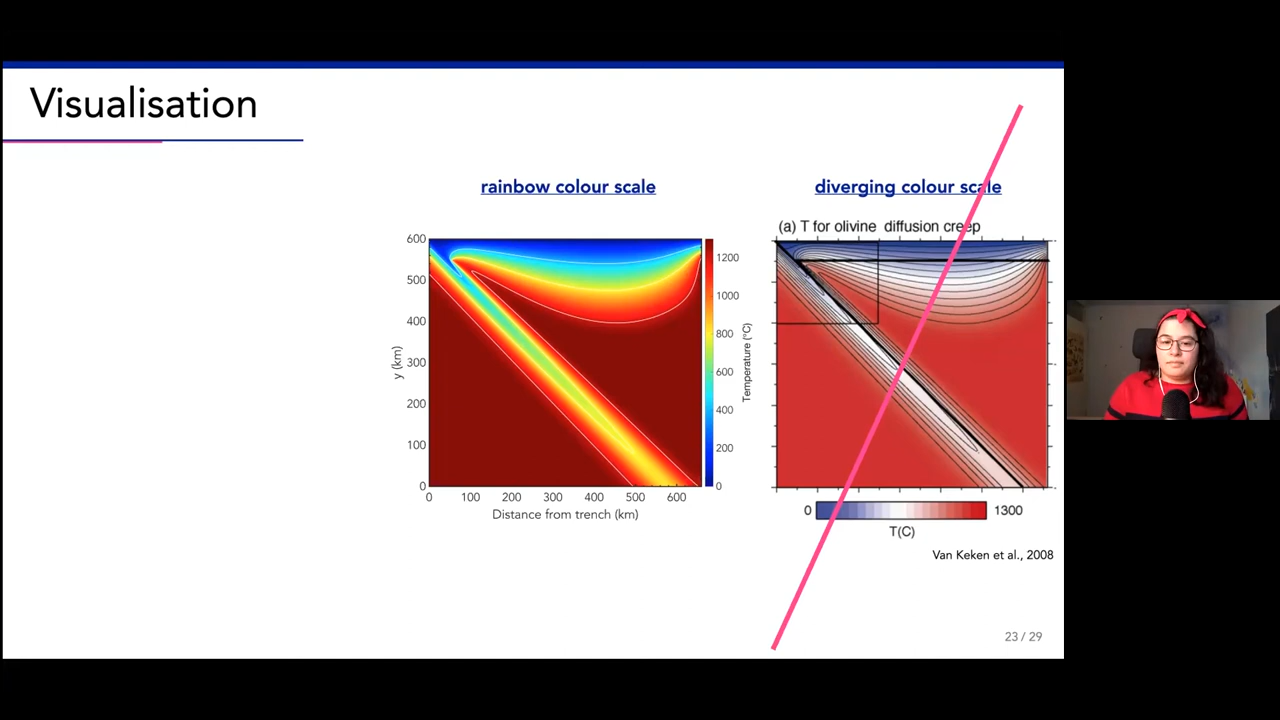 Visualisation
rainbow colour scale
diverging colour scale
(a) T for olivine diffusion creep
600
500
400
300
200
100
0
y (km)
0 100 200 300 400 500 600
Distance from trench (km)
1200
1000
800
600
400
200
0
Temperature (°C)
0 1300
T(C)
Van Keken et al., 2008
23 / 29